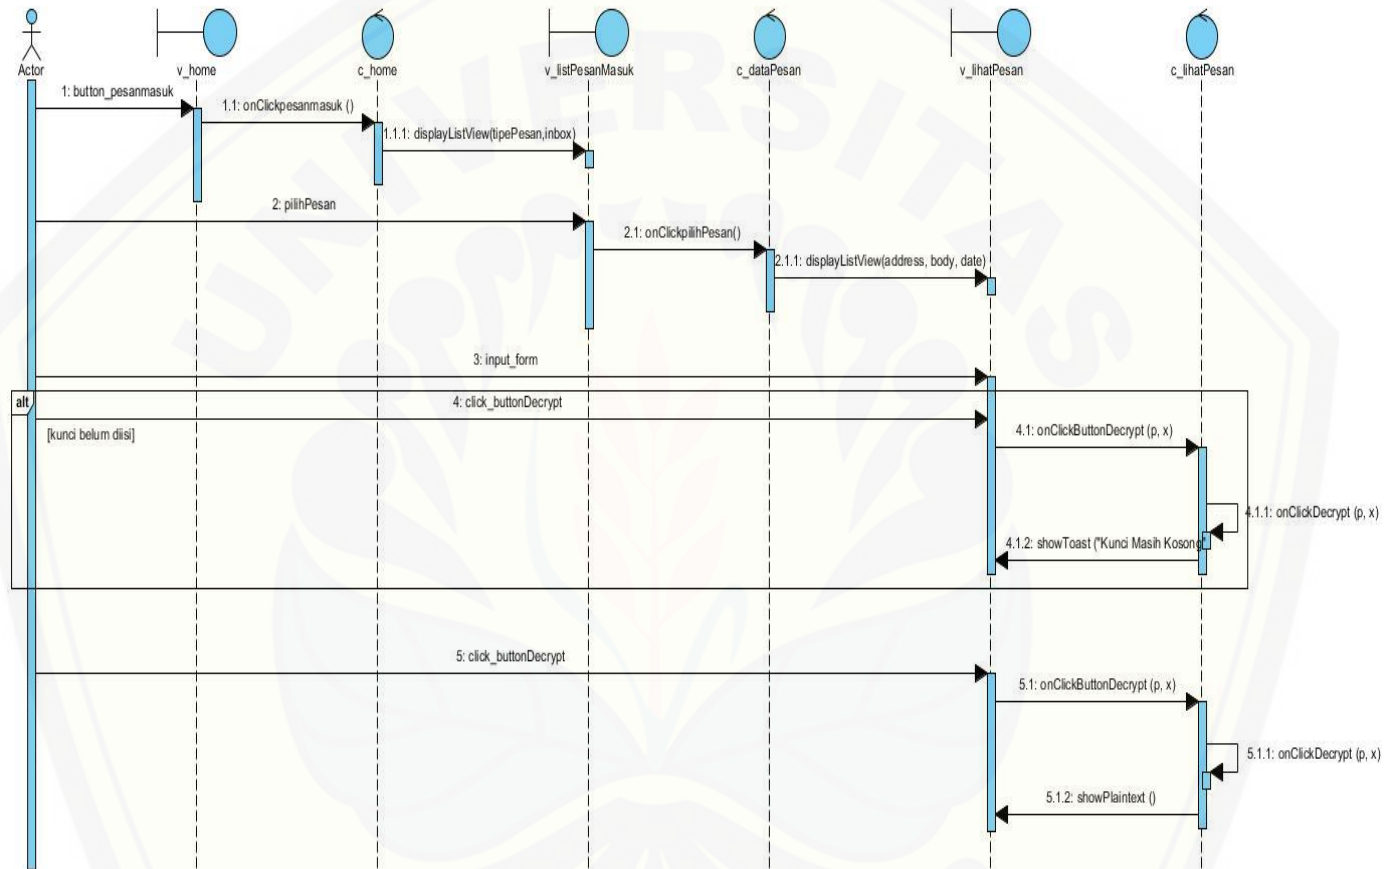 Actor
v_home
c_home
v_listPesanMasuk
c_dataPesan
v_lihatPesan
c_lihatPesan
1: button_pesanmasuk
1.1: onClickpesanmasuk ()
1.1.1: displayListView(tipePesan,inbox)
2: pilihPesan
2.1: onClickpilihPesan()
2.1.1: displayListView(address, body, date)
3: input_form
alt
4: click_buttonDecrypt
[kunci belum diisi]
4.1: onClickButtonDecrypt (p, x)
4.1.1: onClickDecrypt (p, x)
4.1.2: showToast ("Kunci Masih Kosong"
5: click_buttonDecrypt
5.1: onClickButtonDecrypt (p, x)
5.1.1: onClickDecrypt (p, x)
5.1.2: showPlaintext ()
UNIVERSITAS